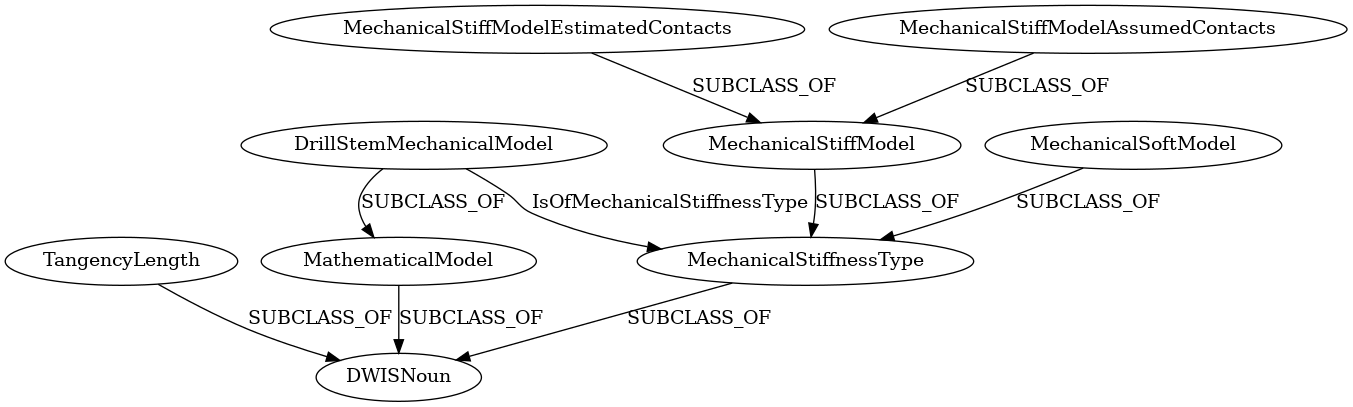 MechanicalStiffModelEstimatedContacts
MechanicalStiffModelAssumedContacts
SUBCLASS_OF
SUBCLASS_OF
DrillStemMechanicalModel
MechanicalStiffModel
MechanicalSoftModel
SUBCLASS_OF
IsOfMechanicalStiffnessType
SUBCLASS_OF
SUBCLASS_OF
TangencyLength
MathematicalModel
MechanicalStiffnessType
SUBCLASS_OF
SUBCLASS_OF
SUBCLASS_OF
DWISNoun